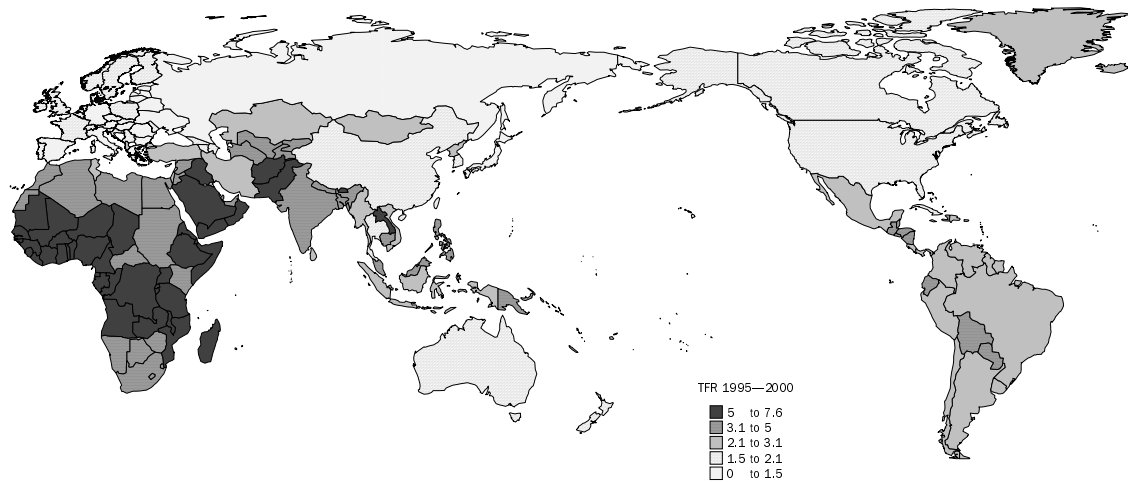 TFR 1995—2000
5 to 7.6
3.1 to 5
2.1 to 3.1
1.5 to 2.1
0 to 1.5